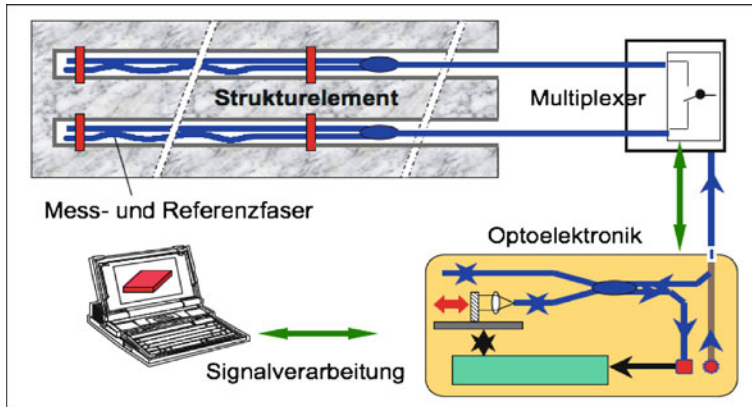 Strukturelement
Multiplexer
Mess- und Referenzfaser
Optoelektronik
Signalverarbeitung